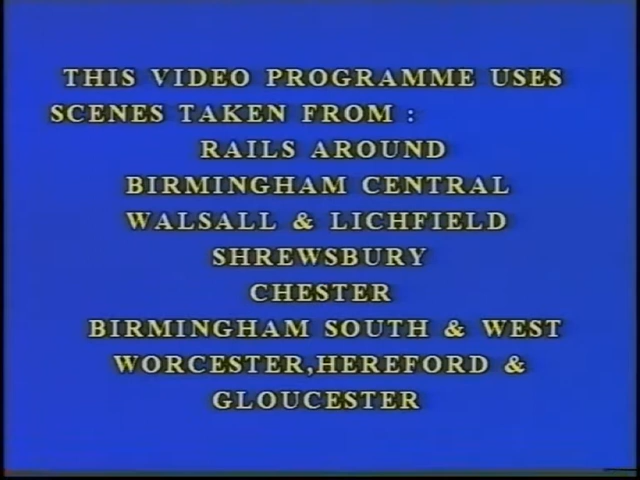 THIS VIDEO PROGRAMME USES
SCENES TAKEN FROM :
RAILS AROUND
BIRMINGHAM CENTRAL
WALSALL & LICHFIELD
SHREWSBURY
CHESTER
BIRMINGHAM SOUTH & WEST
WORCESTER,HEREFORD &
GLOUCESTER